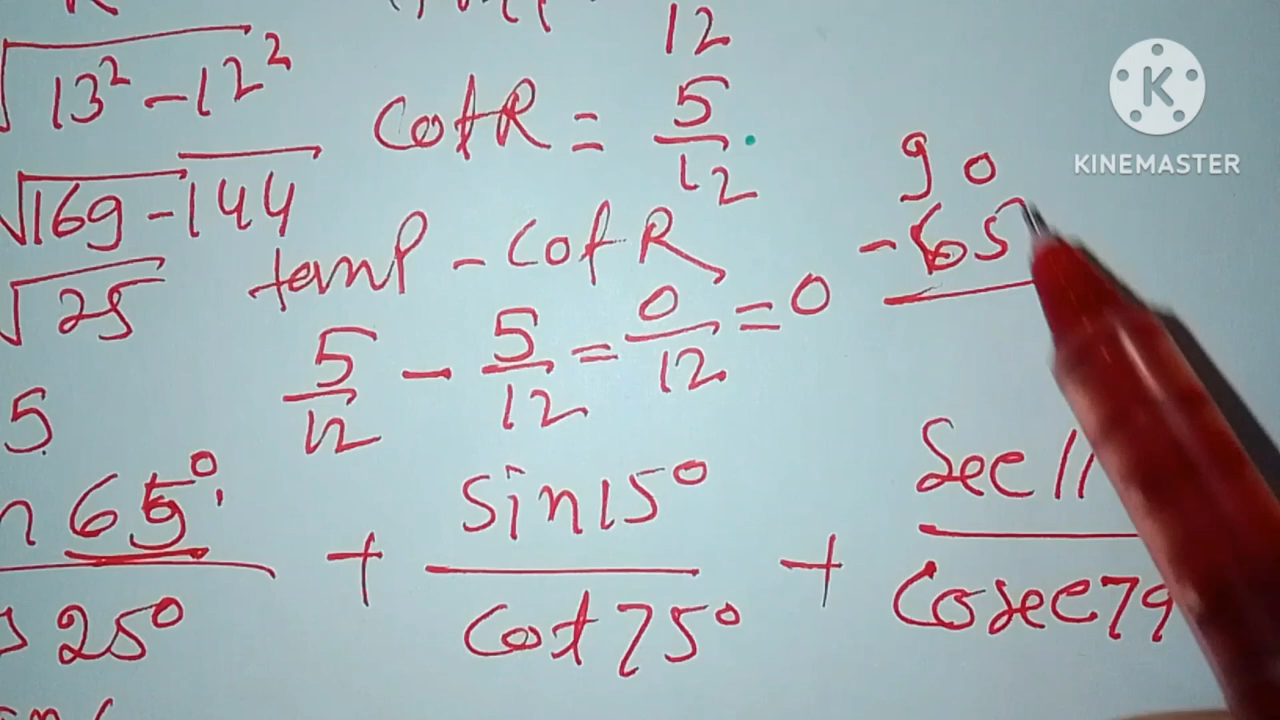 12
√13² - 12²
cot R = 5/12.
√169 - 144
tan P - cot R
√25
5/12 - 5/12 = 0/12 = 0
5
90
- 65
65° + sin 15° + sec 11
25° cot 75° cosec 79
K
KINEMASTER